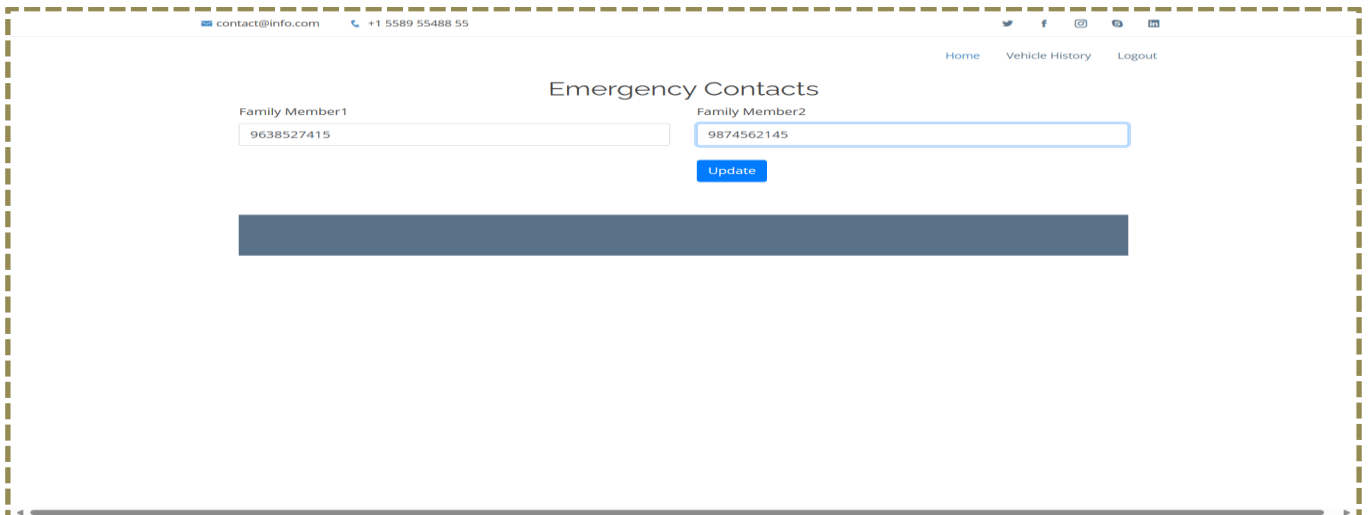 contact@info.com +1 5589 55488 55
Home Vehicle History Logout
Emergency Contacts
Family Member1 Family Member2
9638527415 9874562145
Update